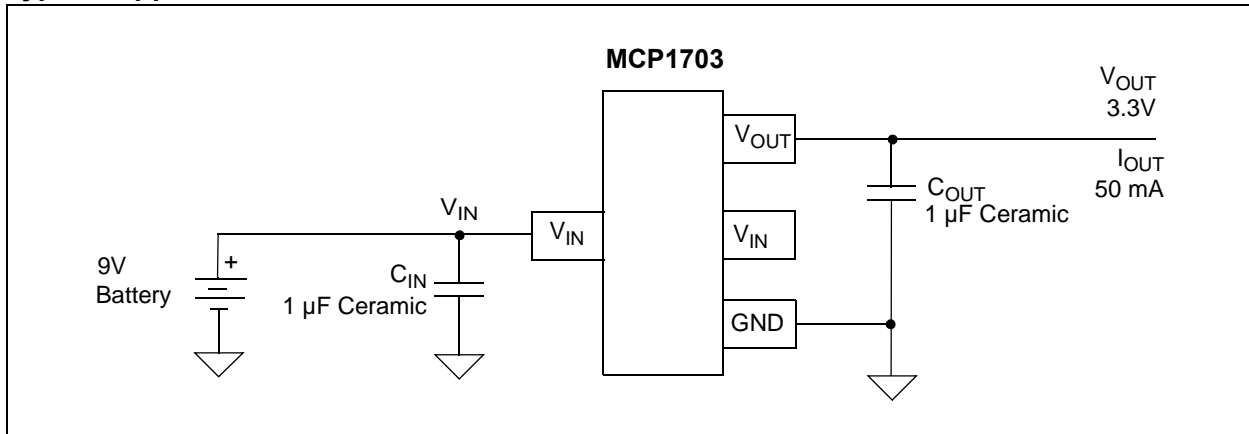 MCP1703
VOUT
3.3V
IOUT
50 mA
VOUT
COUT
1 µF Ceramic
VIN
VIN
VIN
9V
Battery
+
CIN
1 µF Ceramic
GND